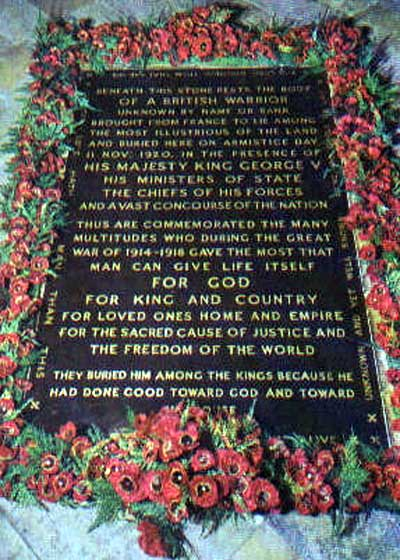 BENEATH THIS STONE RESTS THE BODY
OF A BRITISH WARRIOR
UNKNOWN BY NAME OR RANK
BROUGHT FROM FRANCE TO LIE AMONG
THE MOST ILLUSTRIOUS OF THE LAND
AND BURIED HERE ON ARMISTICE DAY
11 NOV: 1920, IN THE PRESENCE OF
HIS MAJESTY KING GEORGE V
HIS MINISTERS OF STATE
THE CHIEFS OF HIS FORCES
AND A VAST CONCOURSE OF THE NATION
THUS ARE COMMEMORATED THE MANY
MULTITUDES WHO DURING THE GREAT
WAR OF 1914-1918 GAVE THE MOST THAT
MAN CAN GIVE LIFE ITSELF
FOR GOD
FOR KING AND COUNTRY
FOR LOVED ONES HOME AND EMPIRE
FOR THE SACRED CAUSE OF JUSTICE AND
THE FREEDOM OF THE WORLD
THEY BURIED HIM AMONG THE KINGS BECAUSE HE
HAD DONE GOOD TOWARD GOD AND TOWARD
MAN THAN THIS
UNKNOWN AND YET
LIVE